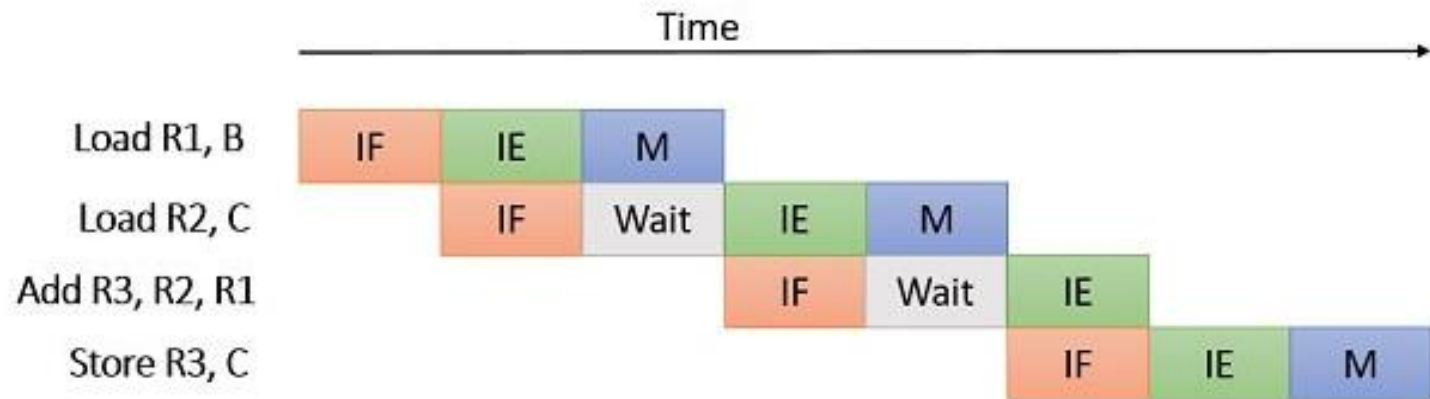 Time
Load R1, B IF IE M
Load R2, C IF Wait IE M
Add R3, R2, R1 IF Wait IE
Store R3, C IF IE M